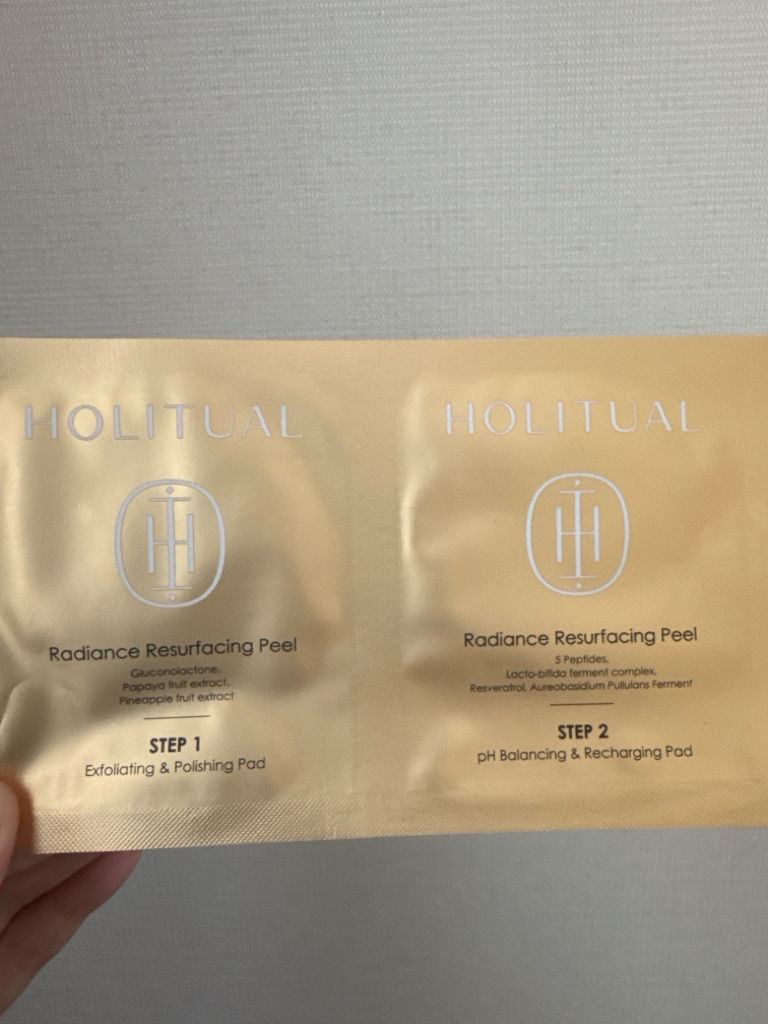 HOLITUAL
Radiance Resurfacing Peel
Gluconolactone,
Papaya fruit extract,
Pineapple fruit extract
STEP 1
Exfoliating & Polishing Pad
HOLITUAL
Radiance Resurfacing Peel
5 Peptides,
Lacto-bifida ferment complex,
Resveratrol, Aureobasidium Pullulans Ferment
STEP 2
pH Balancing & Recharging Pad